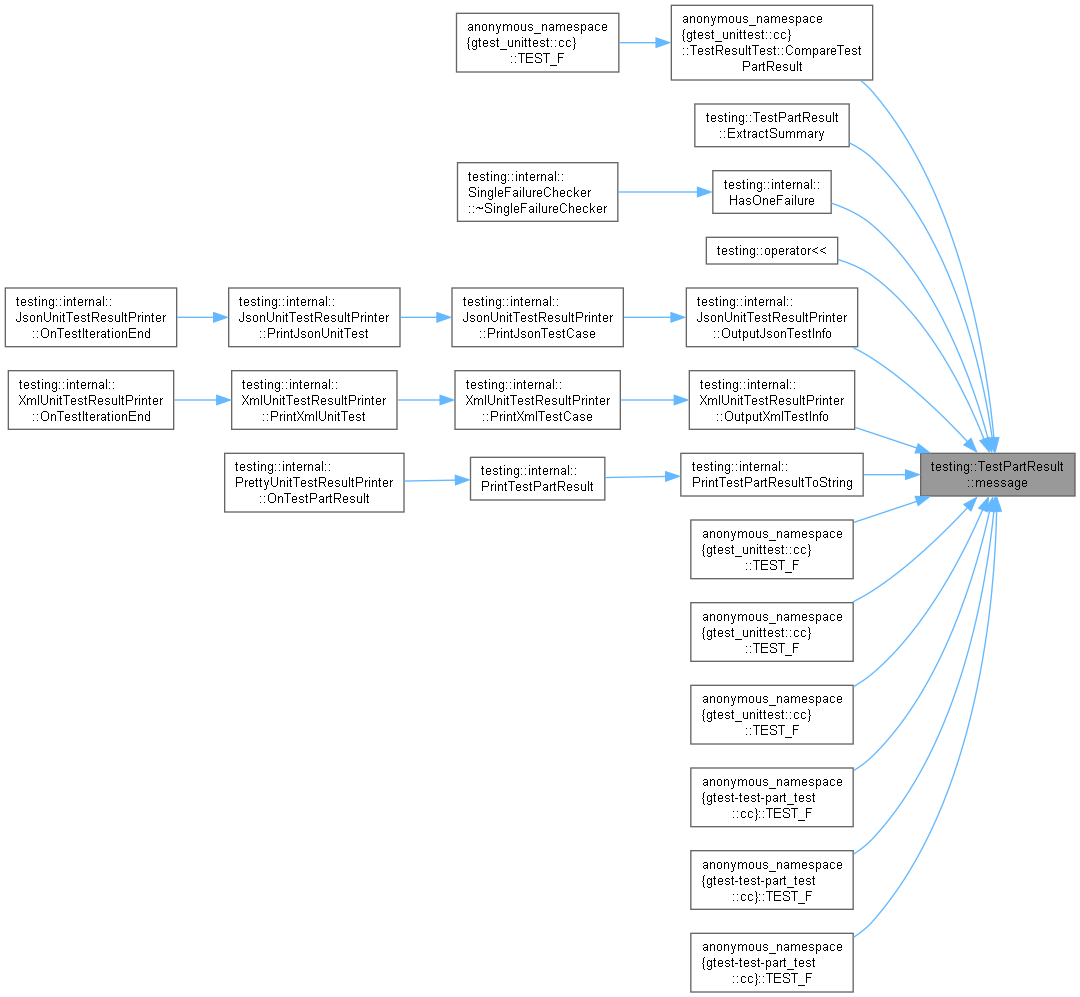 anonymous_namespace
{gtest_unittest::cc}
::TEST_F
anonymous_namespace
{gtest_unittest::cc}
::TestResultTest::CompareTest
PartResult
testing::TestPartResult
::ExtractSummary
testing::internal::
SingleFailureChecker
::~SingleFailureChecker
testing::internal::
HasOneFailure
testing::operator<<
testing::internal::
JsonUnitTestResultPrinter
::OnTestIterationEnd
testing::internal::
JsonUnitTestResultPrinter
::PrintJsonUnitTest
testing::internal::
JsonUnitTestResultPrinter
::PrintJsonTestCase
testing::internal::
JsonUnitTestResultPrinter
::OutputJsonTestInfo
testing::internal::
XmlUnitTestResultPrinter
::OnTestIterationEnd
testing::internal::
XmlUnitTestResultPrinter
::PrintXmlUnitTest
testing::internal::
XmlUnitTestResultPrinter
::PrintXmlTestCase
testing::internal::
XmlUnitTestResultPrinter
::OutputXmlTestInfo
testing::internal::
PrettyUnitTestResultPrinter
::OnTestPartResult
testing::internal::
PrintTestPartResult
testing::internal::
PrintTestPartResultToString
testing::TestPartResult
::message
anonymous_namespace
{gtest_unittest::cc}
::TEST_F
anonymous_namespace
{gtest_unittest::cc}
::TEST_F
anonymous_namespace
{gtest_unittest::cc}
::TEST_F
anonymous_namespace
{gtest-test-part_test
::cc}::TEST_F
anonymous_namespace
{gtest-test-part_test
::cc}::TEST_F
anonymous_namespace
{gtest-test-part_test
::cc}::TEST_F